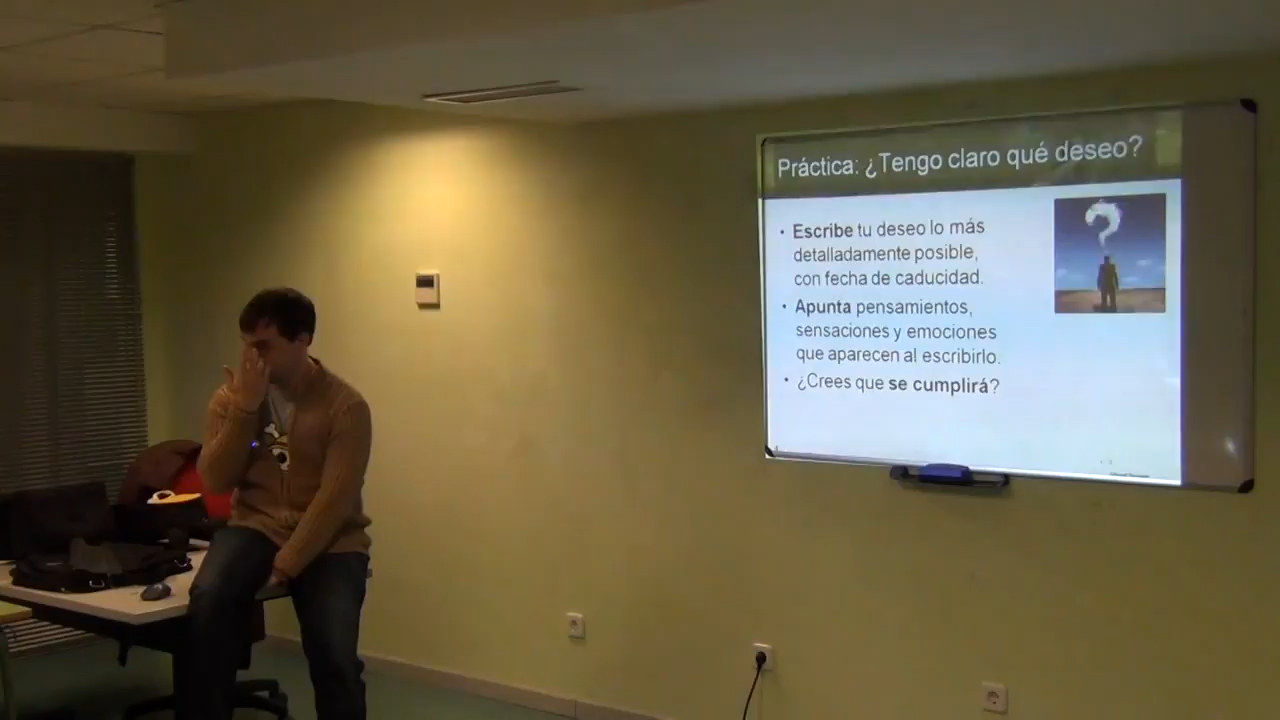 Práctica: ¿Tengo claro qué deseo?
• Escribe tu deseo lo más
detalladamente posible,
con fecha de caducidad.
• Apunta pensamientos,
sensaciones y emociones
que aparecen al escribirlo.
• ¿Crees que se cumplirá?